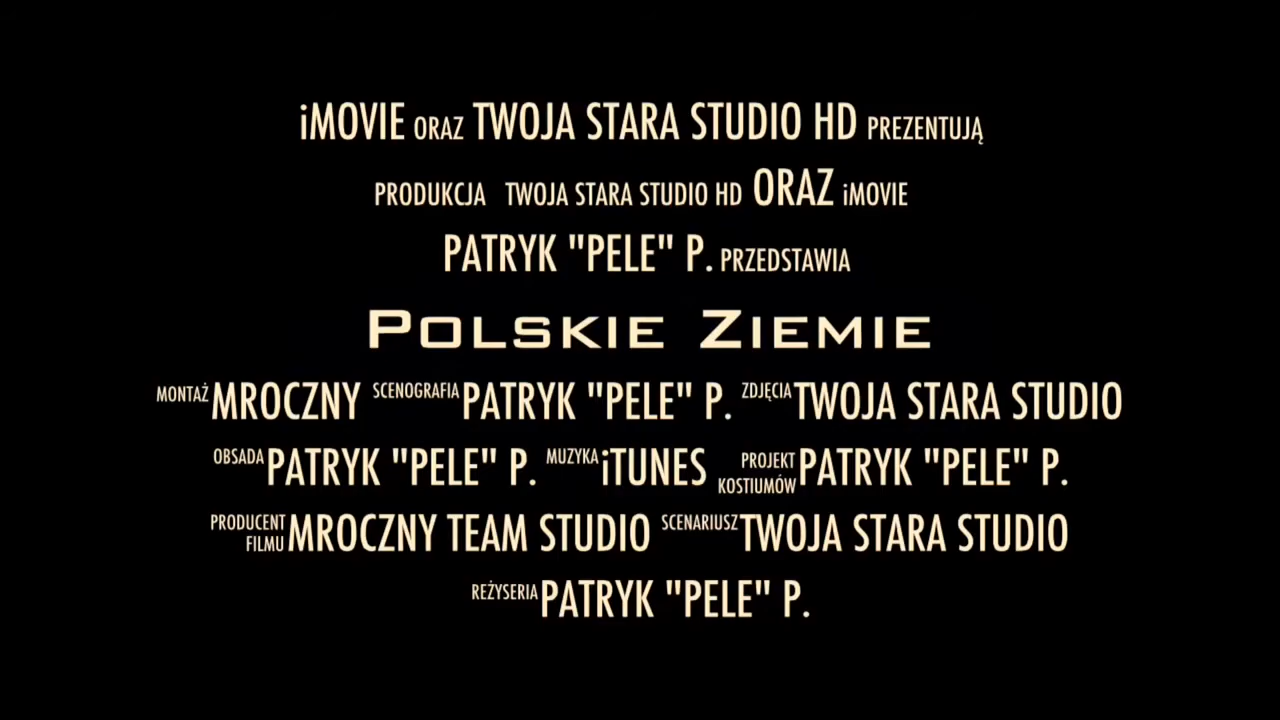 iMOVIE ORAZ TWOJA STARA STUDIO HD PREZENTUJĄ
PRODUKCJA TWOJA STARA STUDIO HD ORAZ iMOVIE
PATRYK "PELE" P. PRZEDSTAWIA
POLSKIE ZIEMIE
MONTAŻ MROCZNY SCENOGRAFIA PATRYK "PELE" P. ZDJĘCIA TWOJA STARA STUDIO
OBSADA PATRYK "PELE" P. MUZYKA iTUNES PROJEKT KOSTIUMÓW PATRYK "PELE" P.
PRODUCENT FILMU MROCZNY TEAM STUDIO SCENARIUSZ TWOJA STARA STUDIO
REŻYSERIA PATRYK "PELE" P.